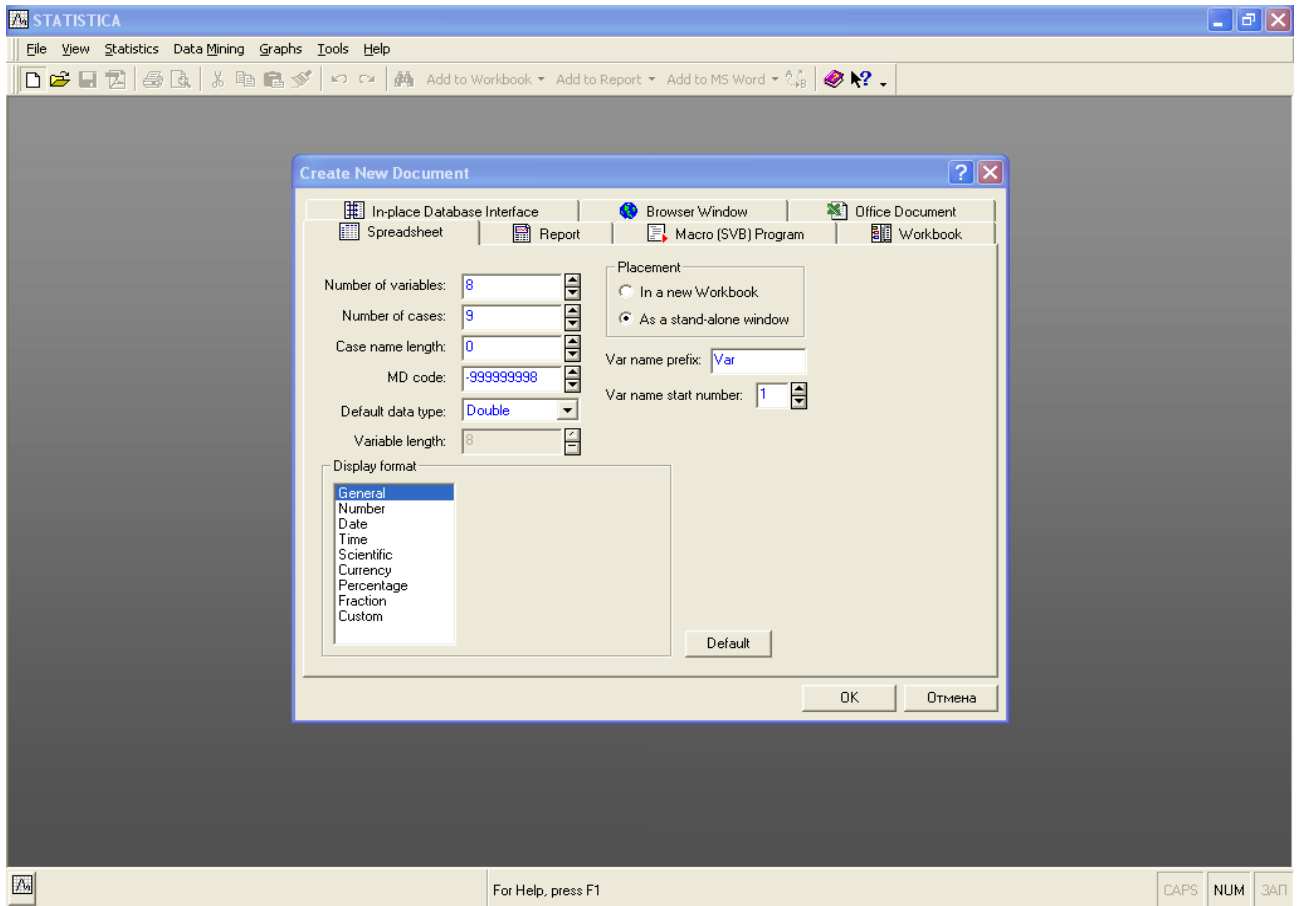 STATISTICA
File View Statistics Data Mining Graphs Tools Help
Add to Workbook Add to Report Add to MS Word
Create New Document
In-place Database Interface Browser Window Office Document
Spreadsheet Report Macro (SVB) Program Workbook
Number of variables: 8
Number of cases: 9
Case name length: 0
MD code: -999999998
Default data type: Double
Variable length: 8
Placement
In a new Workbook
As a stand-alone window
Var name prefix: Var
Var name start number: 1
Display format
General
Number
Date
Time
Scientific
Currency
Percentage
Fraction
Custom
Default
OK Отмена
For Help, press F1 CAPS NUM ЗАП